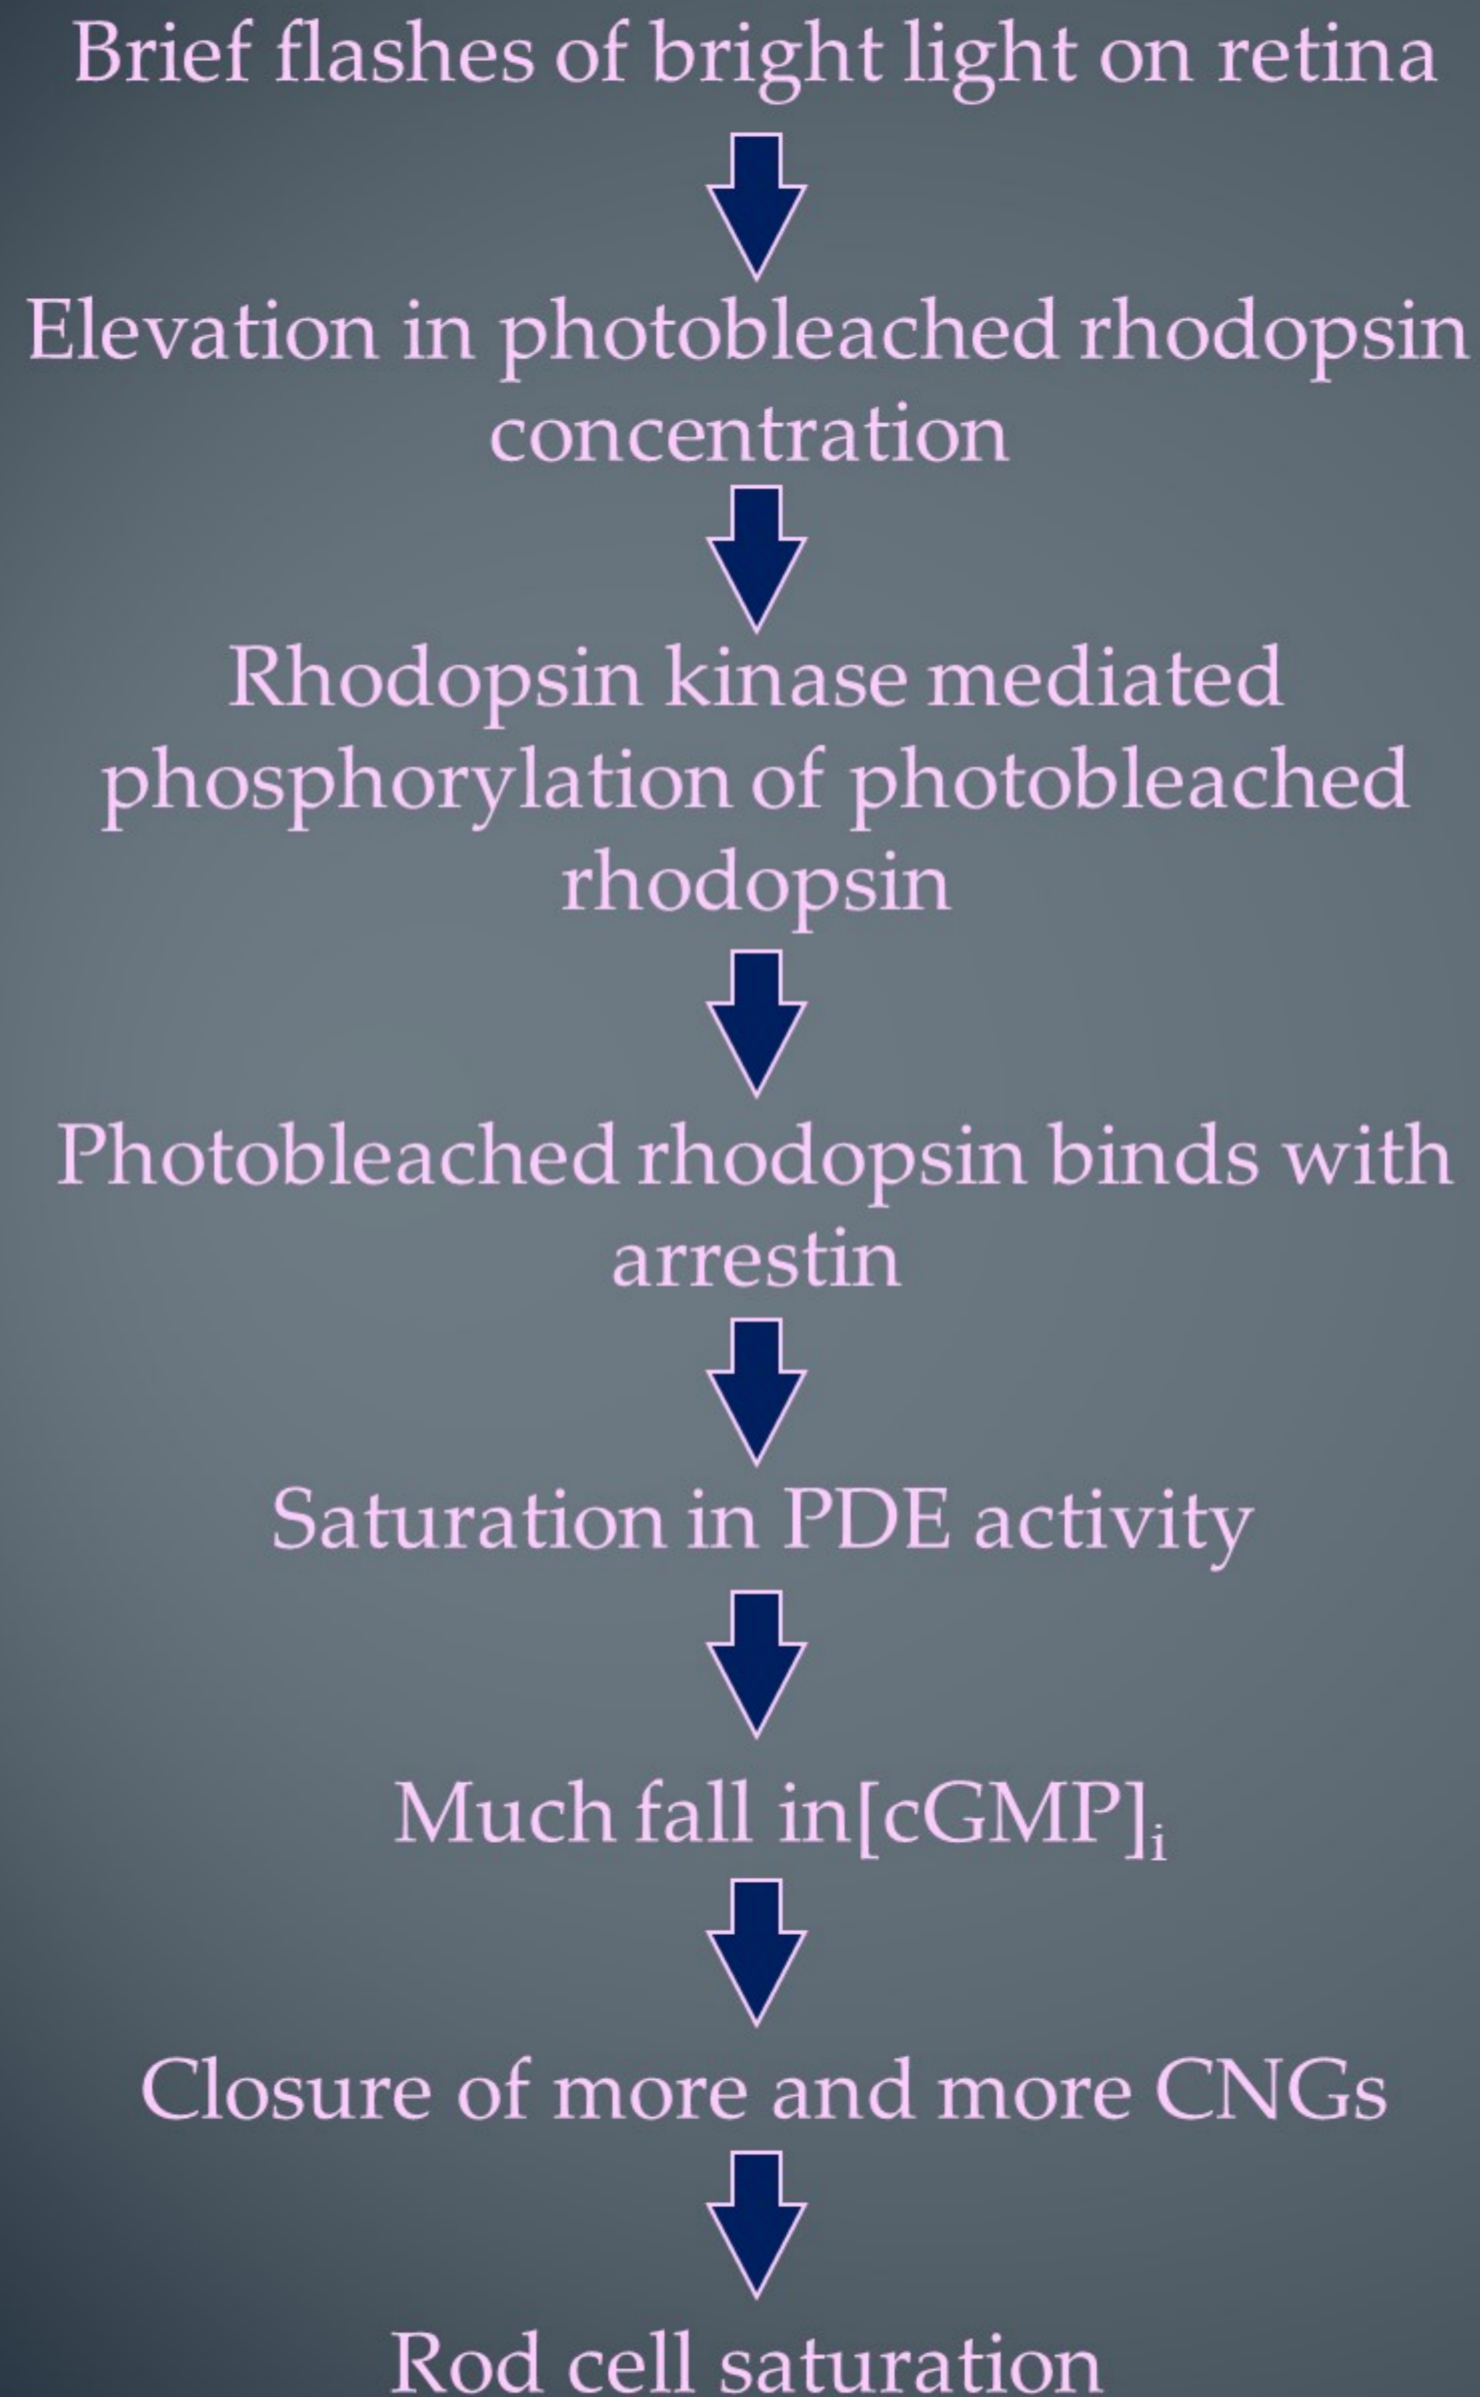 Brief flashes of bright light on retina
Elevation in photobleached rhodopsin
concentration
Rhodopsin kinase mediated
phosphorylation of photobleached
rhodopsin
Photobleached rhodopsin binds with
arrestin
Saturation in PDE activity
Much fall in[cGMP]i
Closure of more and more CNGs
Rod cell saturation